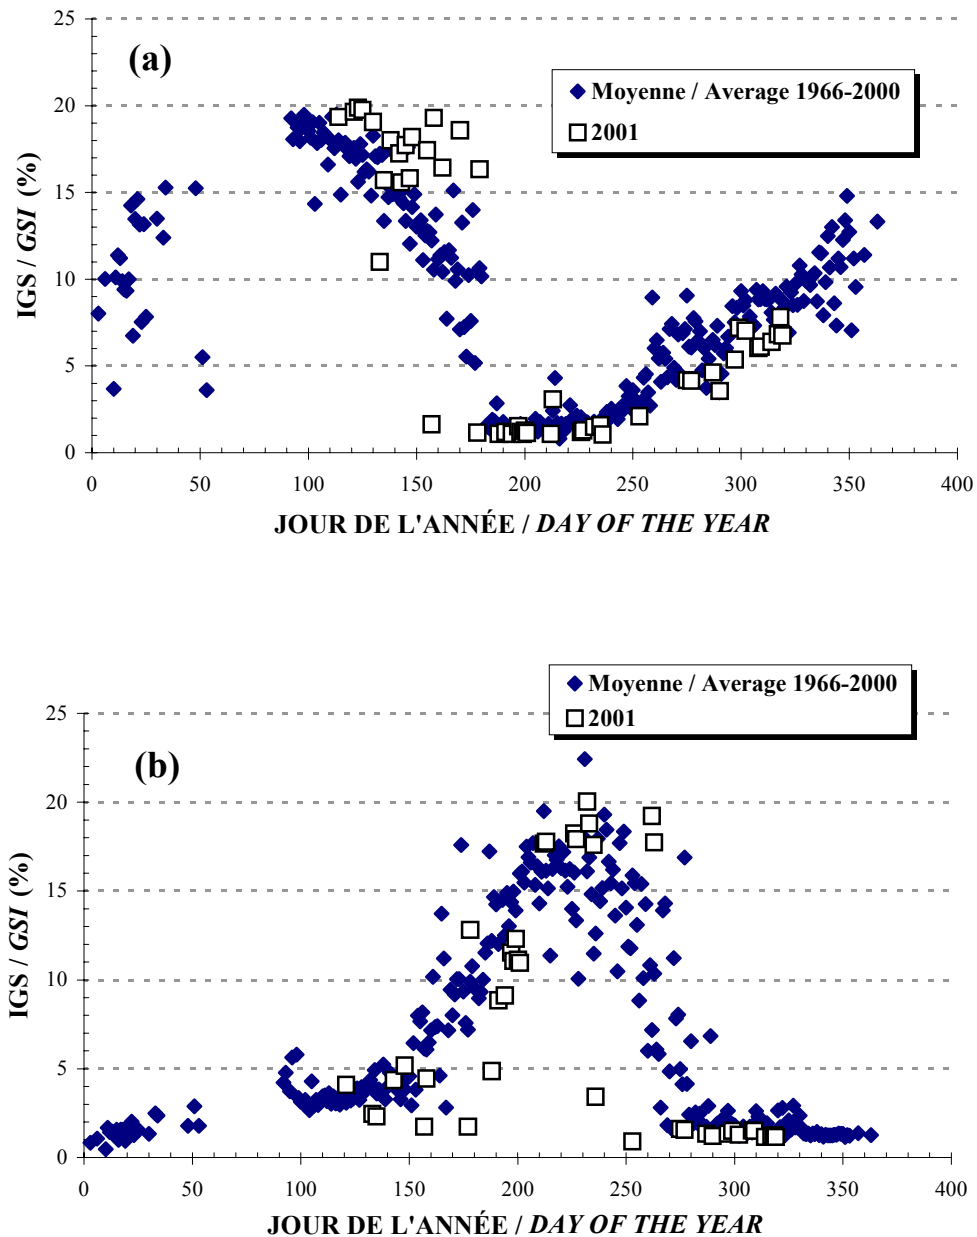 25
(a)
Moyenne / Average 1966-2000
20
2001
15
IGS / GSI (%)
10
5
0
0 50 100 150 200 250 300 350 400
JOUR DE L'ANNÉE / DAY OF THE YEAR
Moyenne / Average 1966-2000
2001
25
(b)
20
15
IGS / GSI (%)
10
5
0
0 50 100 150 200 250 300 350 400
JOUR DE L'ANNÉE / DAY OF THE YEAR